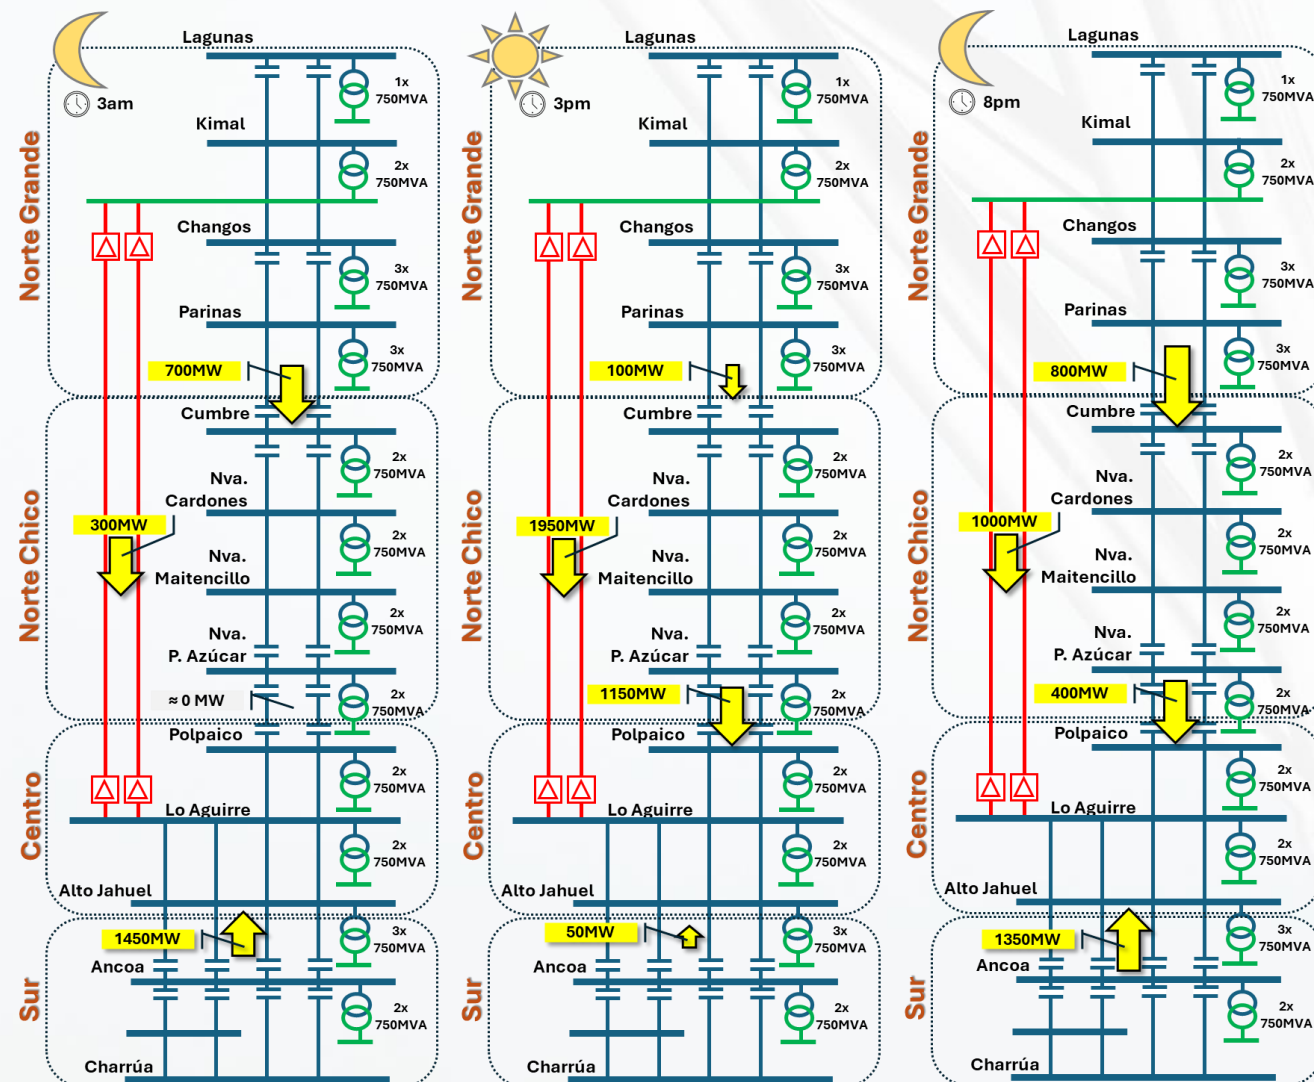 3am
Norte Grande
Lagunas
1x
750MVA
Kimal
2x
750MVA
Changos
3x
750MVA
Parinas
3x
750MVA
700MW
Norte Chico
Cumbre
2x
750MVA
Nva.
Cardones
300MW
2x
750MVA
Nva.
Maitencillo
2x
750MVA
Nva.
P. Azúcar
≈ 0 MW
2x
750MVA
Centro
Polpaico
2x
750MVA
Lo Aguirre
2x
750MVA
Alto Jahuel
3x
750MVA
1450MW
Sur
Ancoa
2x
750MVA
Charrúa
3pm
Norte Grande
Lagunas
1x
750MVA
Kimal
2x
750MVA
Changos
3x
750MVA
Parinas
3x
750MVA
100MW
Norte Chico
Cumbre
2x
750MVA
Nva.
Cardones
1950MW
2x
750MVA
Nva.
Maitencillo
2x
750MVA
Nva.
P. Azúcar
1150MW
2x
750MVA
Centro
Polpaico
2x
750MVA
Lo Aguirre
2x
750MVA
Alto Jahuel
3x
750MVA
50MW
Sur
Ancoa
2x
750MVA
Charrúa
8pm
Norte Grande
Lagunas
1x
750MVA
Kimal
2x
750MVA
Changos
3x
750MVA
Parinas
3x
750MVA
800MW
Norte Chico
Cumbre
2x
750MVA
Nva.
Cardones
1000MW
2x
750MVA
Nva.
Maitencillo
2x
750MVA
Nva.
P. Azúcar
400MW
2x
750MVA
Centro
Polpaico
2x
750MVA
Lo Aguirre
2x
750MVA
Alto Jahuel
3x
750MVA
1350MW
Sur
Ancoa
2x
750MVA
Charrúa